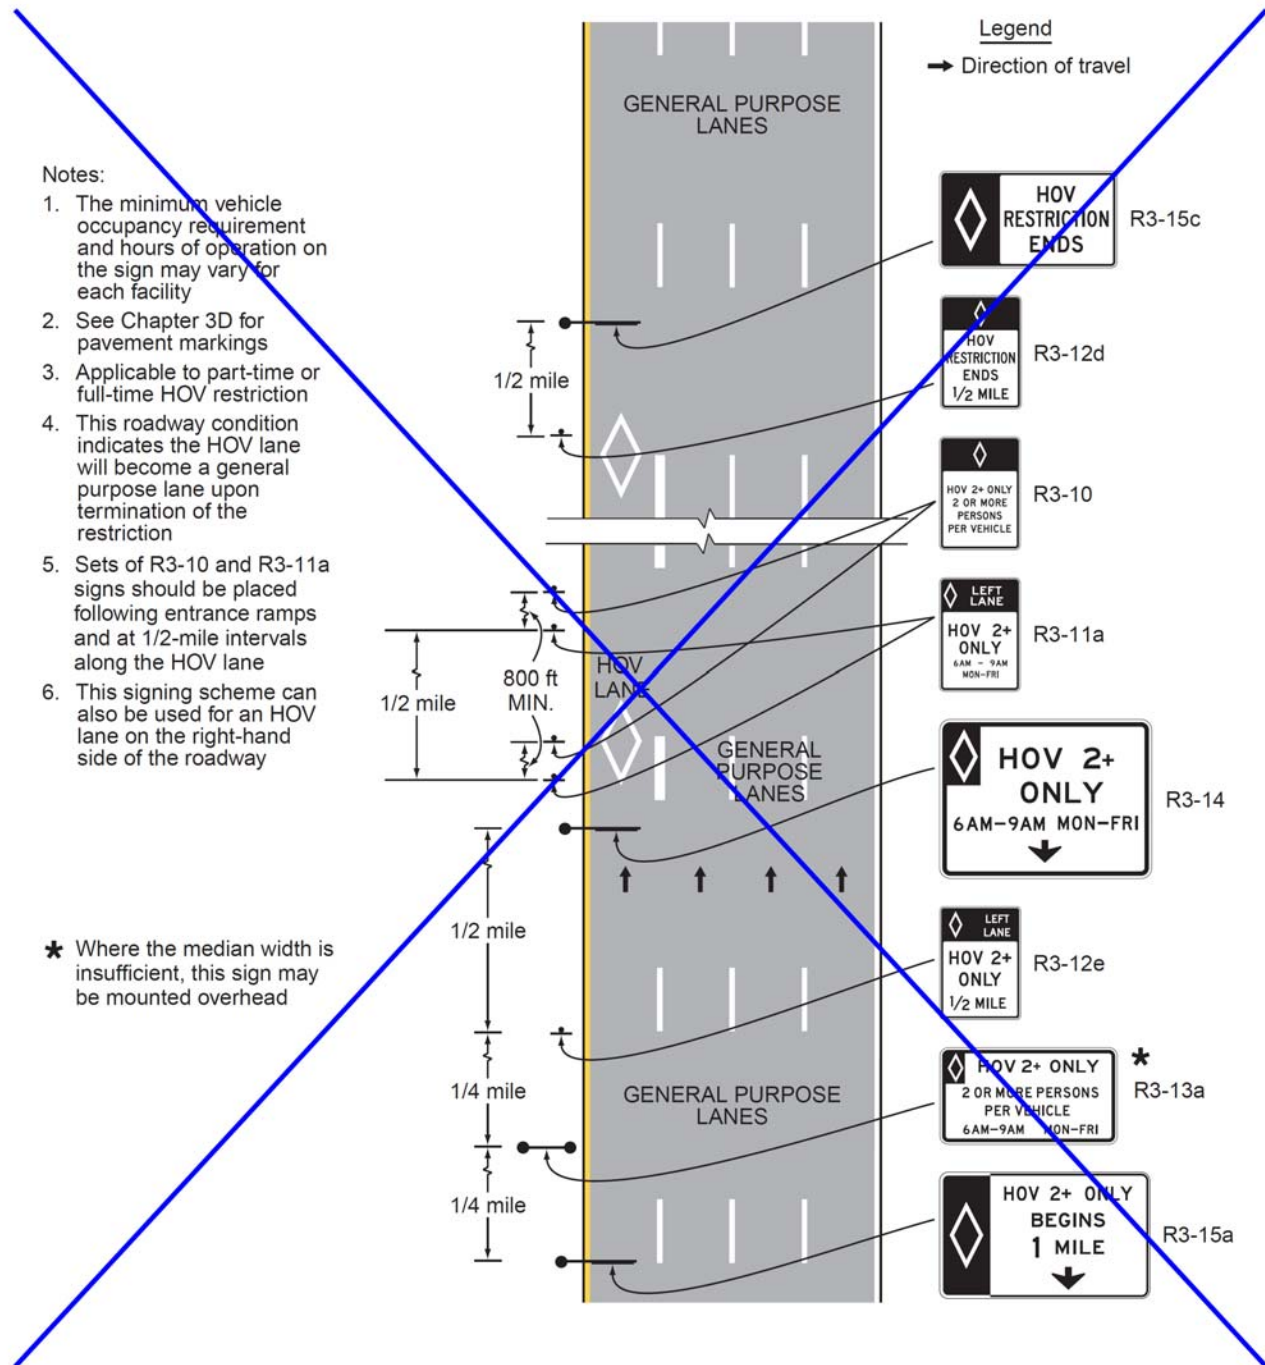 Legend
Direction of travel
GENERAL PURPOSE
LANES
Notes:
1. The minimum vehicle
occupancy requirement
and hours of operation on
the sign may vary for
each facility
2. See Chapter 3D for
pavement markings
3. Applicable to part-time or
full-time HOV restriction
4. This roadway condition
indicates the HOV lane
will become a general
purpose lane upon
termination of the
restriction
5. Sets of R3-10 and R3-11a
signs should be placed
following entrance ramps
and at 1/2-mile intervals
along the HOV lane
6. This signing scheme can
also be used for an HOV
lane on the right-hand
side of the roadway
* Where the median width is
insufficient, this sign may
be mounted overhead
1/2 mile
800 ft
MIN.
1/2 mile
HOV
LANE
GENERAL
PURPOSE
LANES
1/2 mile
1/4 mile
1/4 mile
GENERAL PURPOSE
LANES
HOV
RESTRICTION
ENDS
R3-15c
HOV
RESTRICTION
ENDS
1/2 MILE
R3-12d
HOV 2+ ONLY
2 OR MORE
PERSONS
PER VEHICLE
R3-10
LEFT
LANE
HOV 2+
ONLY
6AM - 9AM
MON-FRI
R3-11a
HOV 2+
ONLY
6AM-9AM MON-FRI
R3-14
LEFT
LANE
HOV 2+
ONLY
1/2 MILE
R3-12e
HOV 2+ ONLY
2 OR MORE PERSONS
PER VEHICLE
6AM-9AM MON-FRI
*
R3-13a
HOV 2+ ONLY
BEGINS
1 MILE
R3-15a